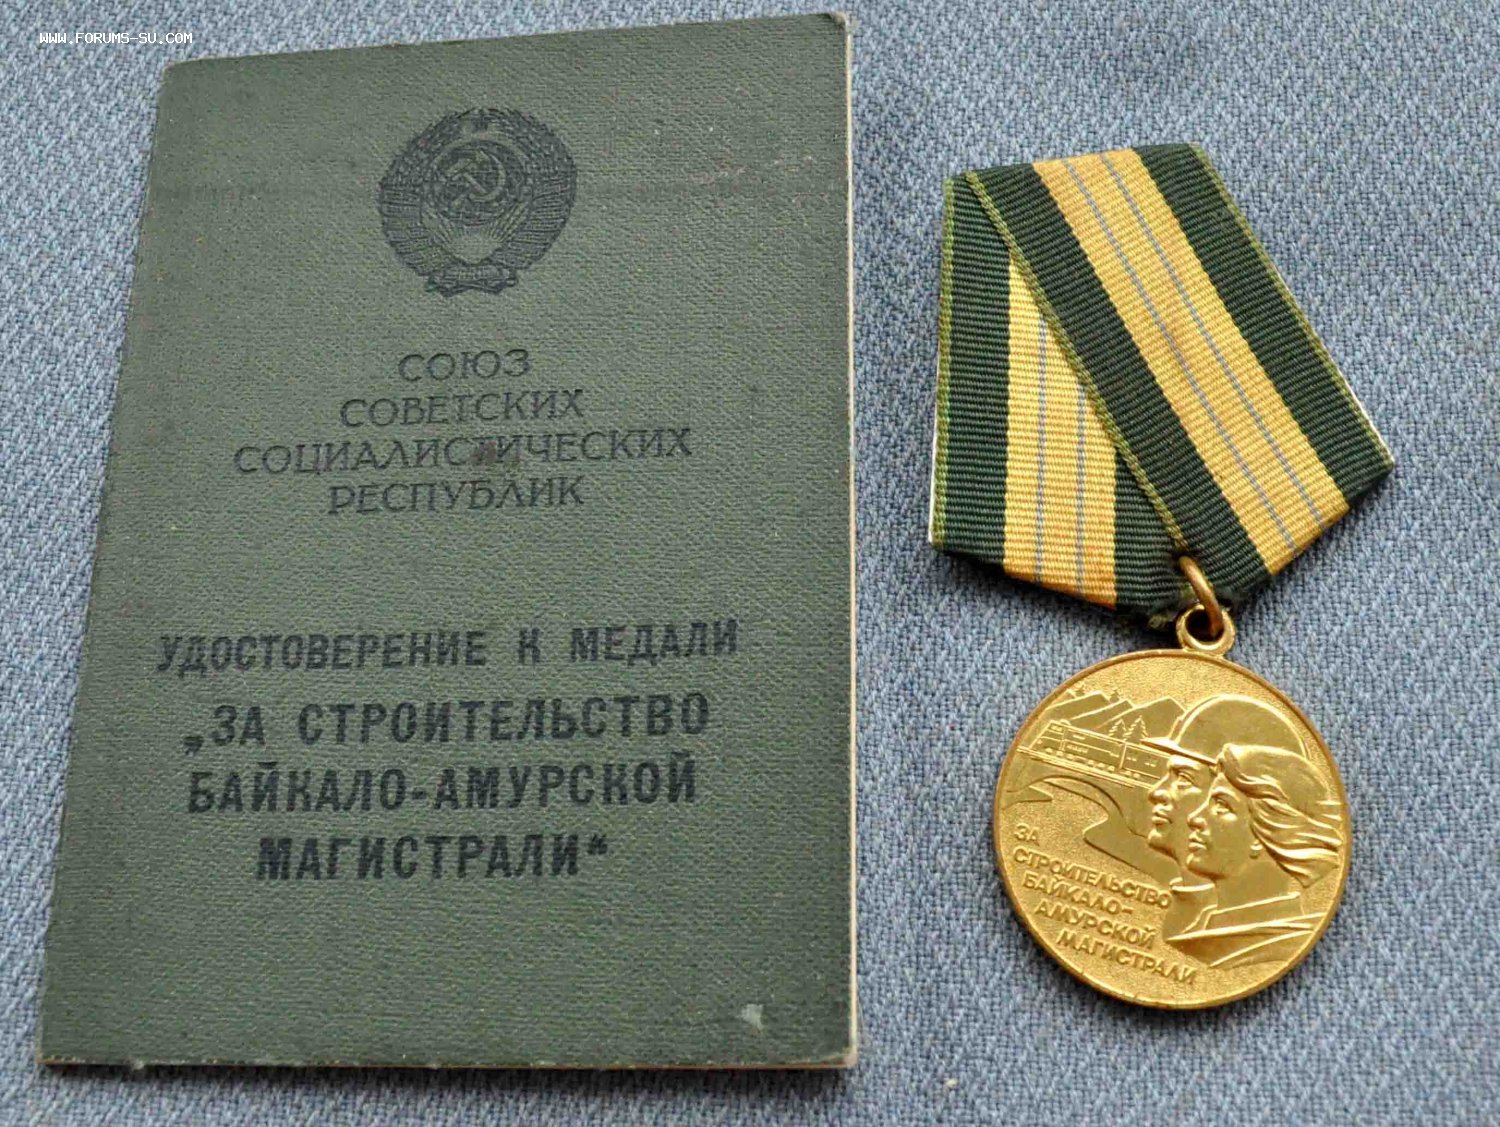 WWW.FORUMS-SU.COM
СОЮЗ
СОВЕТСКИХ
СОЦИАЛИСТИЧЕСКИХ
РЕСПУБЛИК
УДОСТОВЕРЕНИЕ К МЕДАЛИ
„ЗА СТРОИТЕЛЬСТВО
БАЙКАЛО-АМУРСКОЙ
МАГИСТРАЛИ“
ЗА
СТРОИТЕЛЬСТВО
БАЙКАЛО-
АМУРСКОЙ
МАГИСТРАЛИ